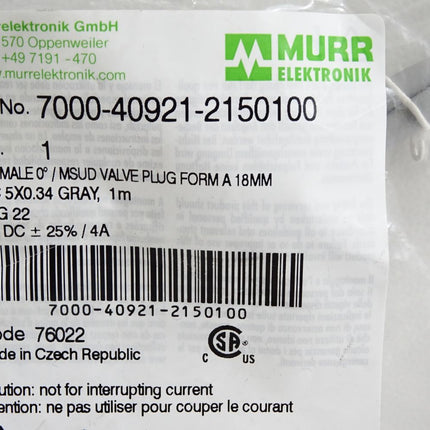 elektronik GmbH
570 Oppenweiler
+49 7191 -470
.murrelektronik.com
MURR
ELEKTRONIK
No. 7000-40921-2150100
. 1
MALE 0° / MSUD VALVE PLUG FORM A 18MM
5X0.34 GRAY, 1m
G 22
DC ± 25% / 4A
7000-40921-2150100
ode 76022
de in Czech Republic
C SA® US
ution: not for interrupting current
ention: ne pas utiliser pour couper le courant